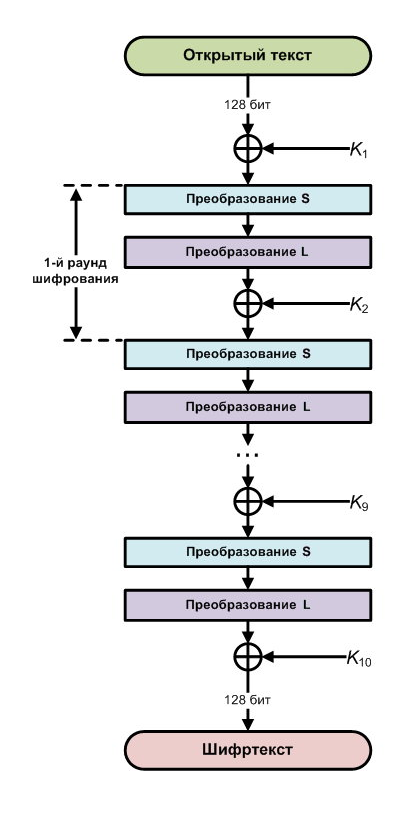 Открытый текст
128 бит
K1
Преобразование S
Преобразование L
1-й раунд
шифрования
K2
Преобразование S
Преобразование L
...
K9
Преобразование S
Преобразование L
K10
128 бит
Шифртекст